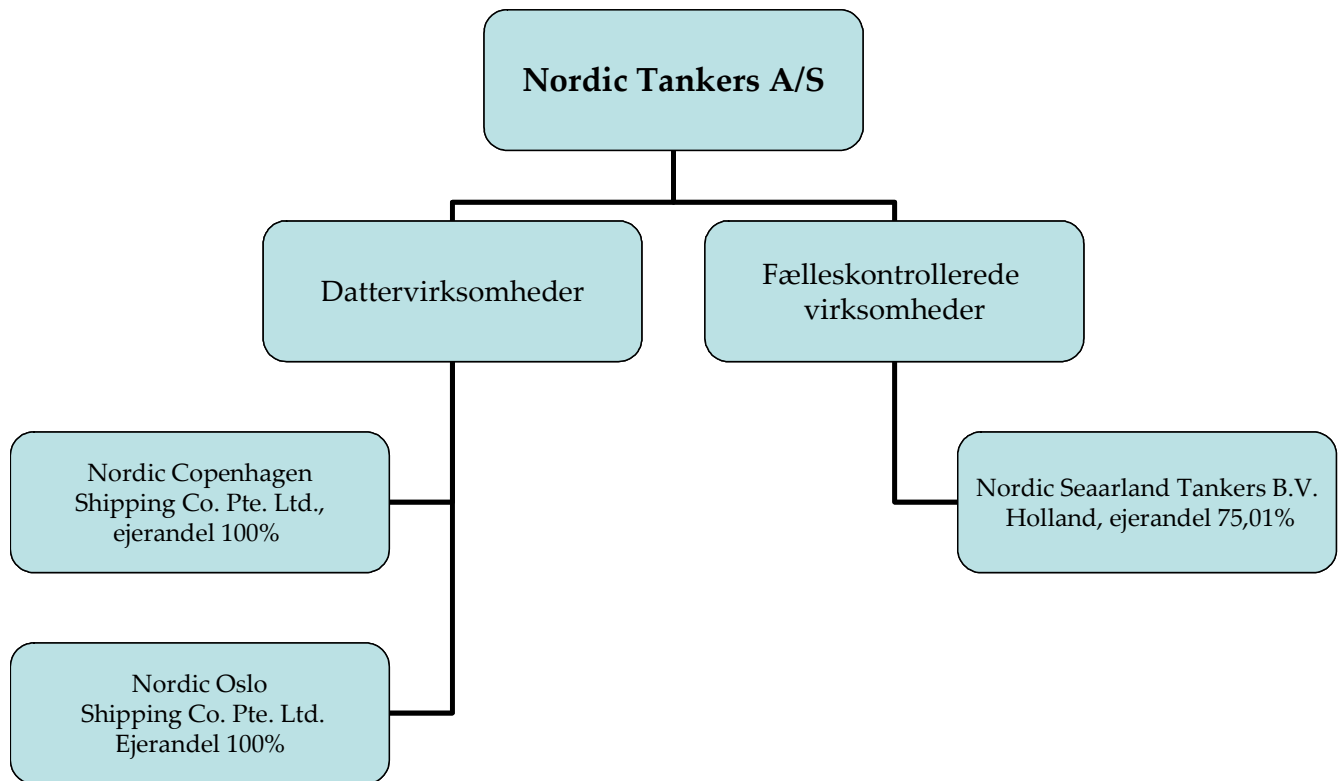 Nordic Tankers A/S
Dattervirksomheder
Fælleskontrollerede
virksomheder
Nordic Copenhagen
Shipping Co. Pte. Ltd.,
ejerandel 100%
Nordic Seaarland Tankers B.V.
Holland, ejerandel 75,01%
Nordic Oslo
Shipping Co. Pte. Ltd.
Ejerandel 100%